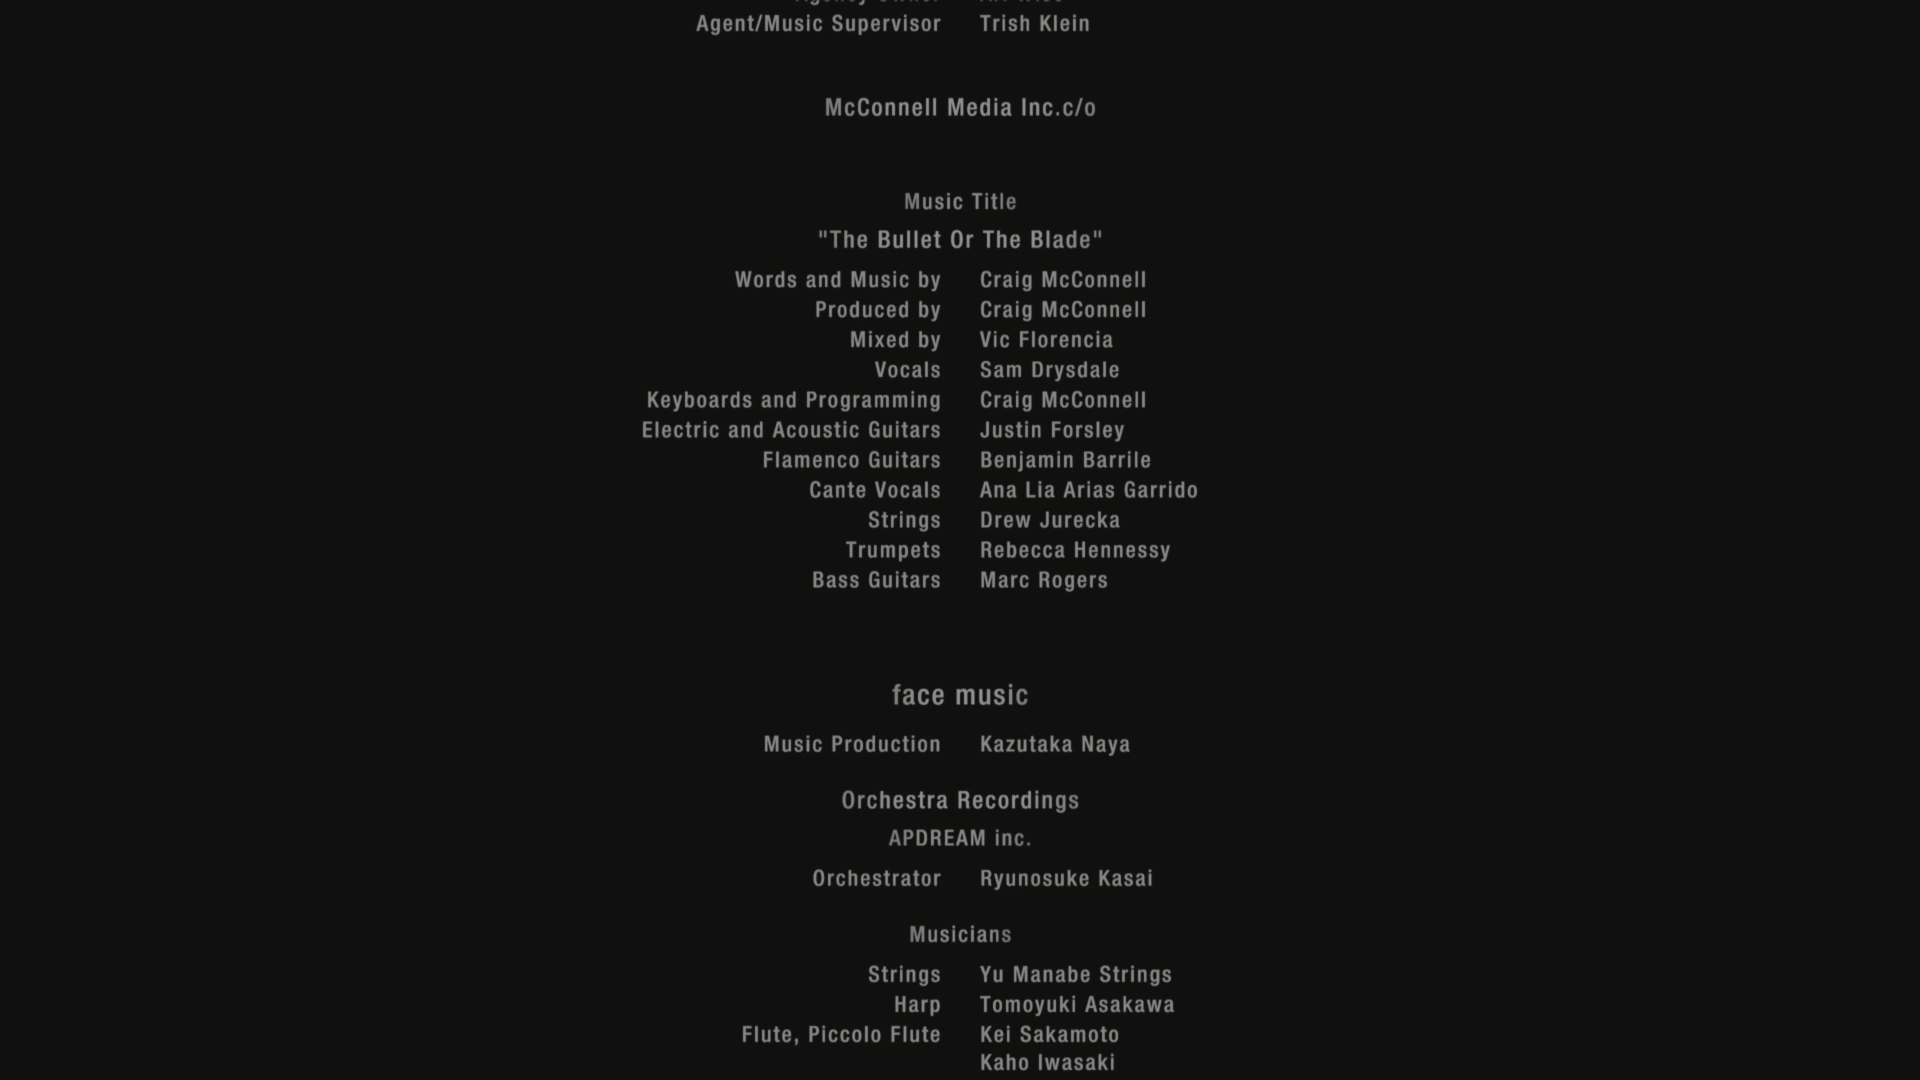 Agent/Music Supervisor Trish Klein
McConnell Media Inc.c/o
Music Title
"The Bullet Or The Blade"
Words and Music by Craig McConnell
Produced by Craig McConnell
Mixed by Vic Florencia
Vocals Sam Drysdale
Keyboards and Programming Craig McConnell
Electric and Acoustic Guitars Justin Forsley
Flamenco Guitars Benjamin Barrile
Cante Vocals Ana Lia Arias Garrido
Strings Drew Jurecka
Trumpets Rebecca Hennessy
Bass Guitars Marc Rogers
face music
Music Production Kazutaka Naya
Orchestra Recordings
APDREAM inc.
Orchestrator Ryunosuke Kasai
Musicians
Strings Yu Manabe Strings
Harp Tomoyuki Asakawa
Flute, Piccolo Flute Kei Sakamoto
Kaho Iwasaki